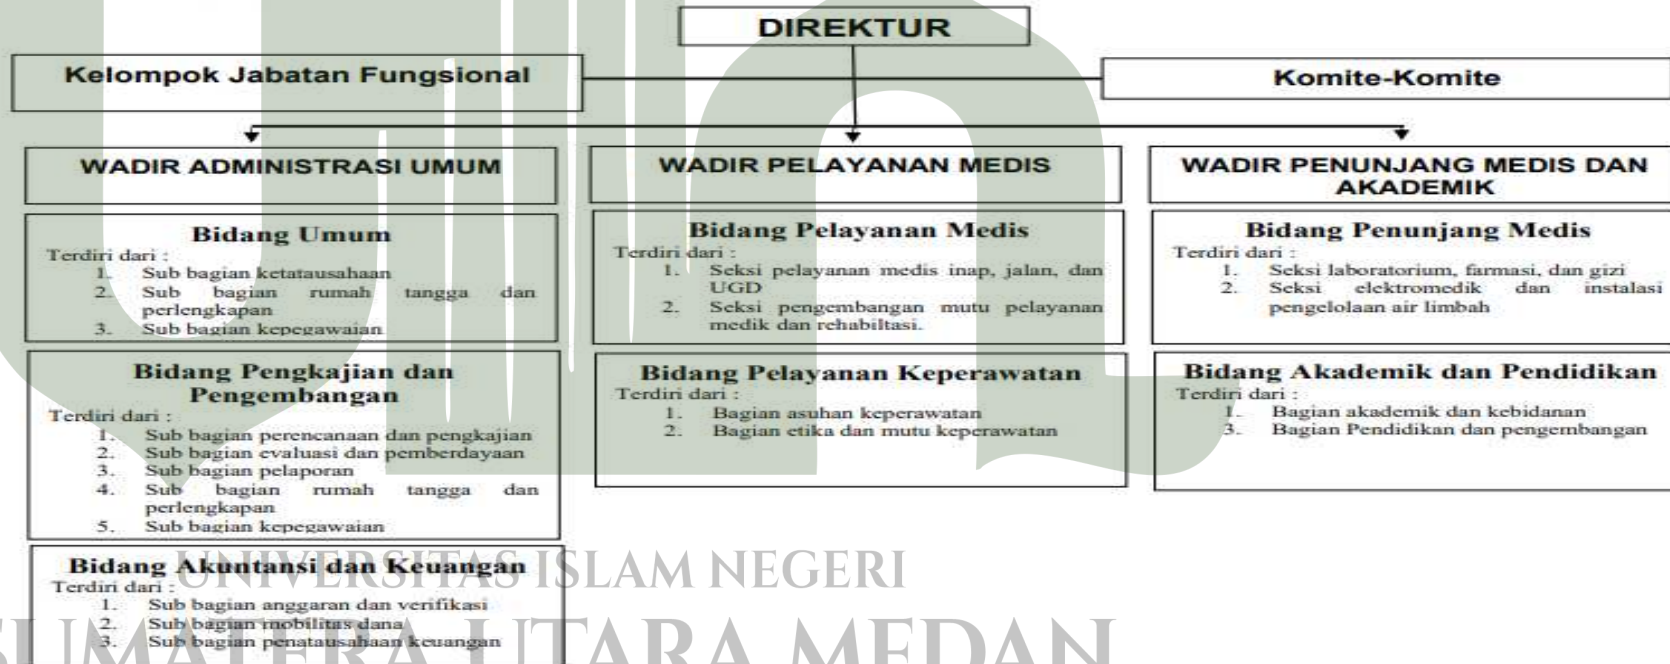 DIREKTUR
Kelompok Jabatan Fungsional
Komite-Komite
WADIR ADMINISTRASI UMUM
Bidang Umum
Terdiri dari :
1. Sub bagian ketatausahaan
2. Sub bagian rumah tangga dan
perlengkapan
3. Sub bagian kepegawaian
Bidang Pengkajian dan
Pengembangan
Terdiri dari :
1. Sub bagian perencanaan dan pengkajian
2. Sub bagian evaluasi dan pemberdayaan
3. Sub bagian pelaporan
4. Sub bagian rumah tangga dan
perlengkapan
5. Sub bagian kepegawaian
Bidang Akuntansi dan Keuangan
Terdiri dari :
1. Sub bagian anggaran dan verifikasi
2. Sub bagian mobilitas dana
3. Sub bagian penatausahaan keuangan
WADIR PELAYANAN MEDIS
Bidang Pelayanan Medis
Terdiri dari :
1. Seksi pelayanan medis inap, jalan, dan
UGD
2. Seksi pengembangan mutu pelayanan
medik dan rehabiltasi.
Bidang Pelayanan Keperawatan
Terdiri dari :
1. Bagian asuhan keperawatan
2. Bagian etika dan mutu keperawatan
WADIR PENUNJANG MEDIS DAN
AKADEMIK
Bidang Penunjang Medis
Terdiri dari :
1. Seksi laboratorium, farmasi, dan gizi
2. Seksi elektromedik dan instalasi
pengelolaan air limbah
Bidang Akademik dan Pendidikan
Terdiri dari :
1. Bagian akademik dan kebidanan
3. Bagian Pendidikan dan pengembangan
UNIVERSITAS ISLAM NEGERI
SUMATERA UTARA MEDAN